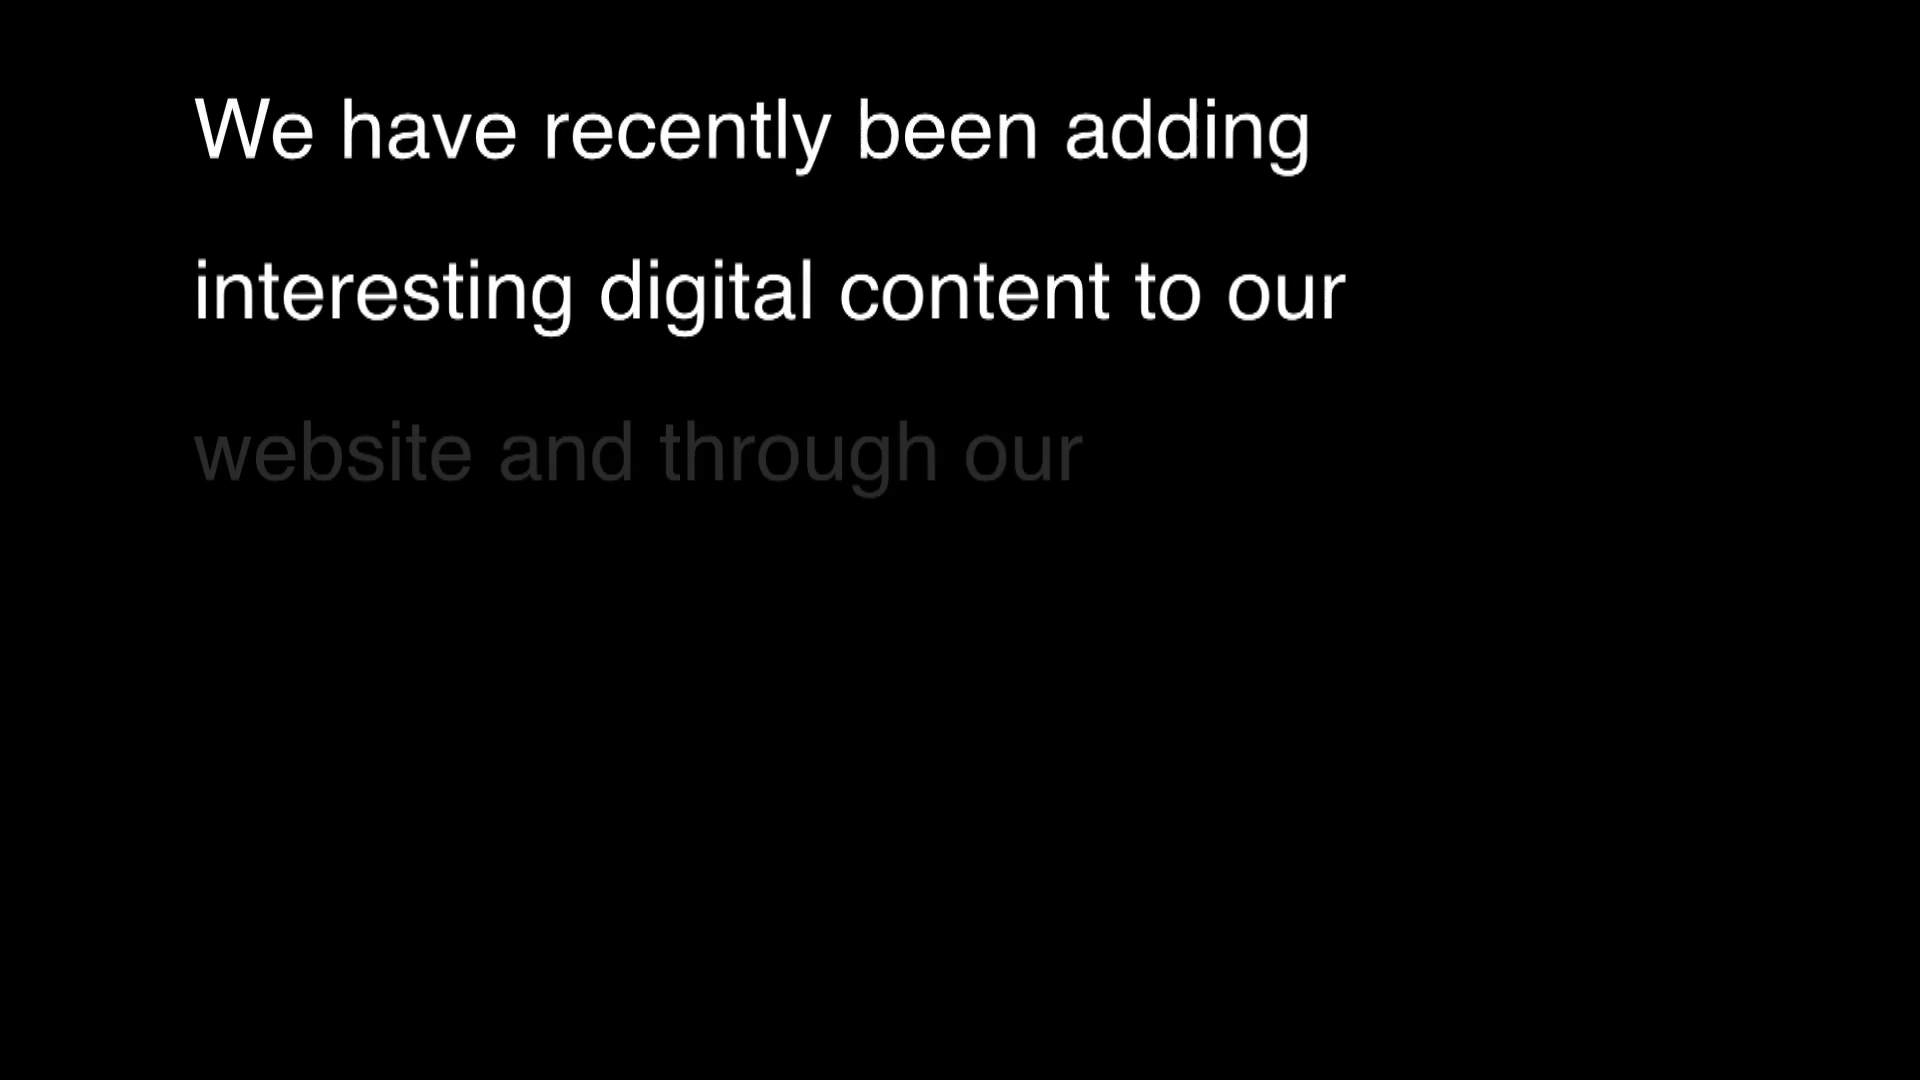 We have recently been adding
interesting digital content to our
website and through our